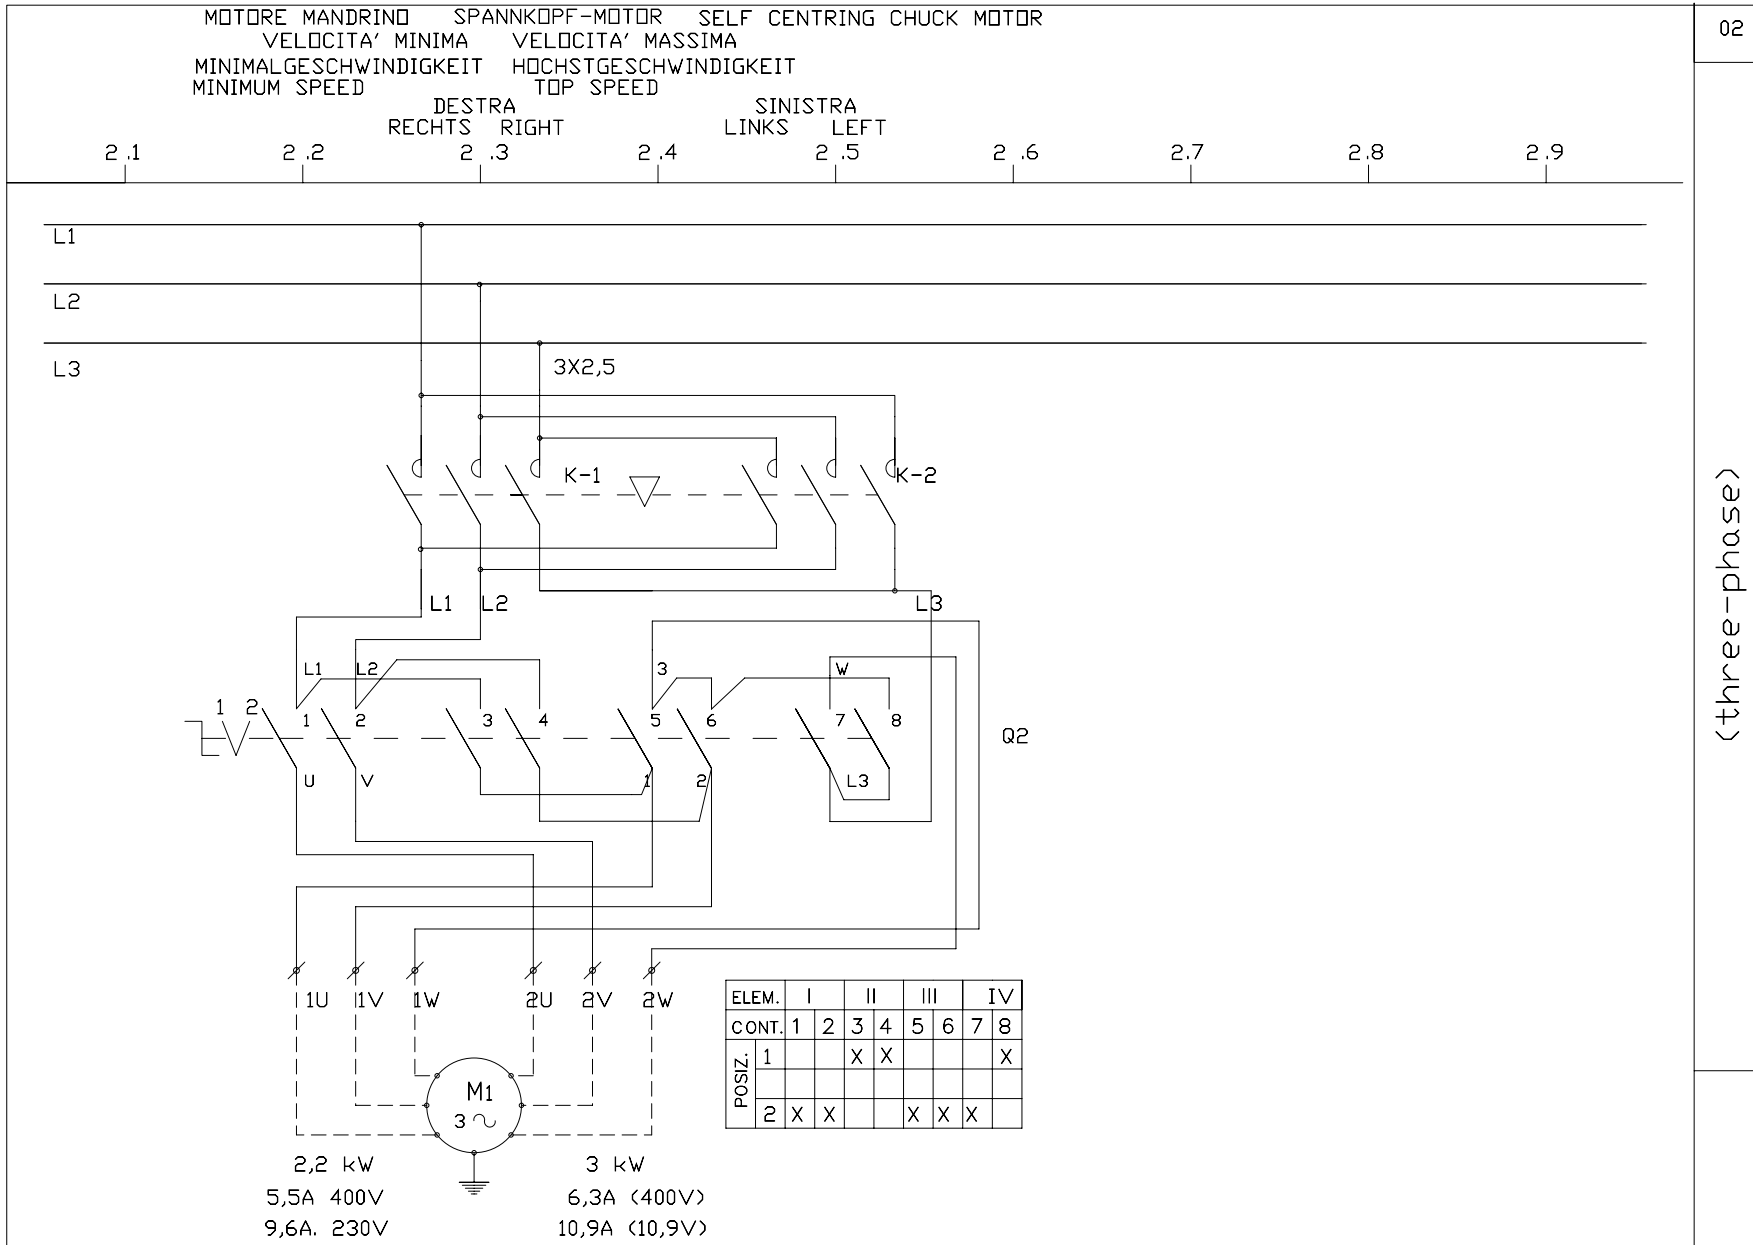 MOTORE MANDRINO SPANNKOPF-MOTOR SELF CENTRING CHUCK MOTOR
02
VELOCITA' MINIMA VELOCITA' MASSIMA
MINIMALGESCHWINDIGKEIT HOCHSTGESCHWINDIGKEIT
MINIMUM SPEED TOP SPEED
DESTRA SINISTRA
RECHTS RIGHT LINKS LEFT
2.1 2.2 2.3 2.4 2.5 2.6 2.7 2.8 2.9
L1
L2
L3
3X2,5
K-1 K-2
(three-phase)
L1 L2 L3
L1 L2 3 W
1 2 1 2 3 4 5 6 7 8
Q2
U V 1 2 L3
1U 1V 1W 2U 2V 2W
ELEM. I II III IV
CONT. 1 2 3 4 5 6 7 8
POSIZ.
1 X X X
2 X X X X X
M1
3 ~
2,2 kW 3 kW
5,5A 400V 6,3A (400V)
9,6A. 230V 10,9A (10,9V)